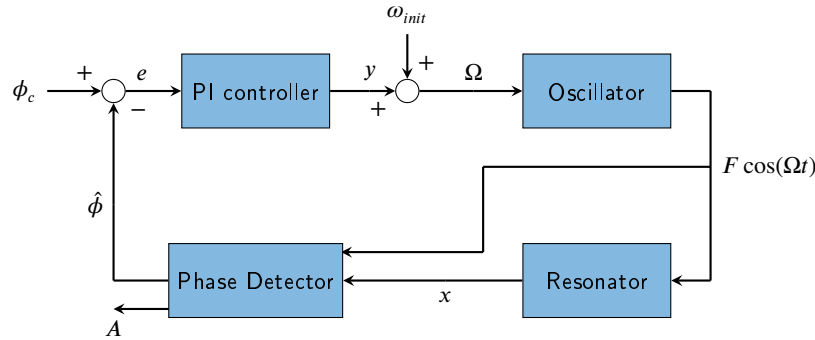 ω_init
+
ϕ_c + e PI controller y + Ω Oscillator
−
F cos(Ωt)
ϕ̂
Phase Detector x Resonator
A